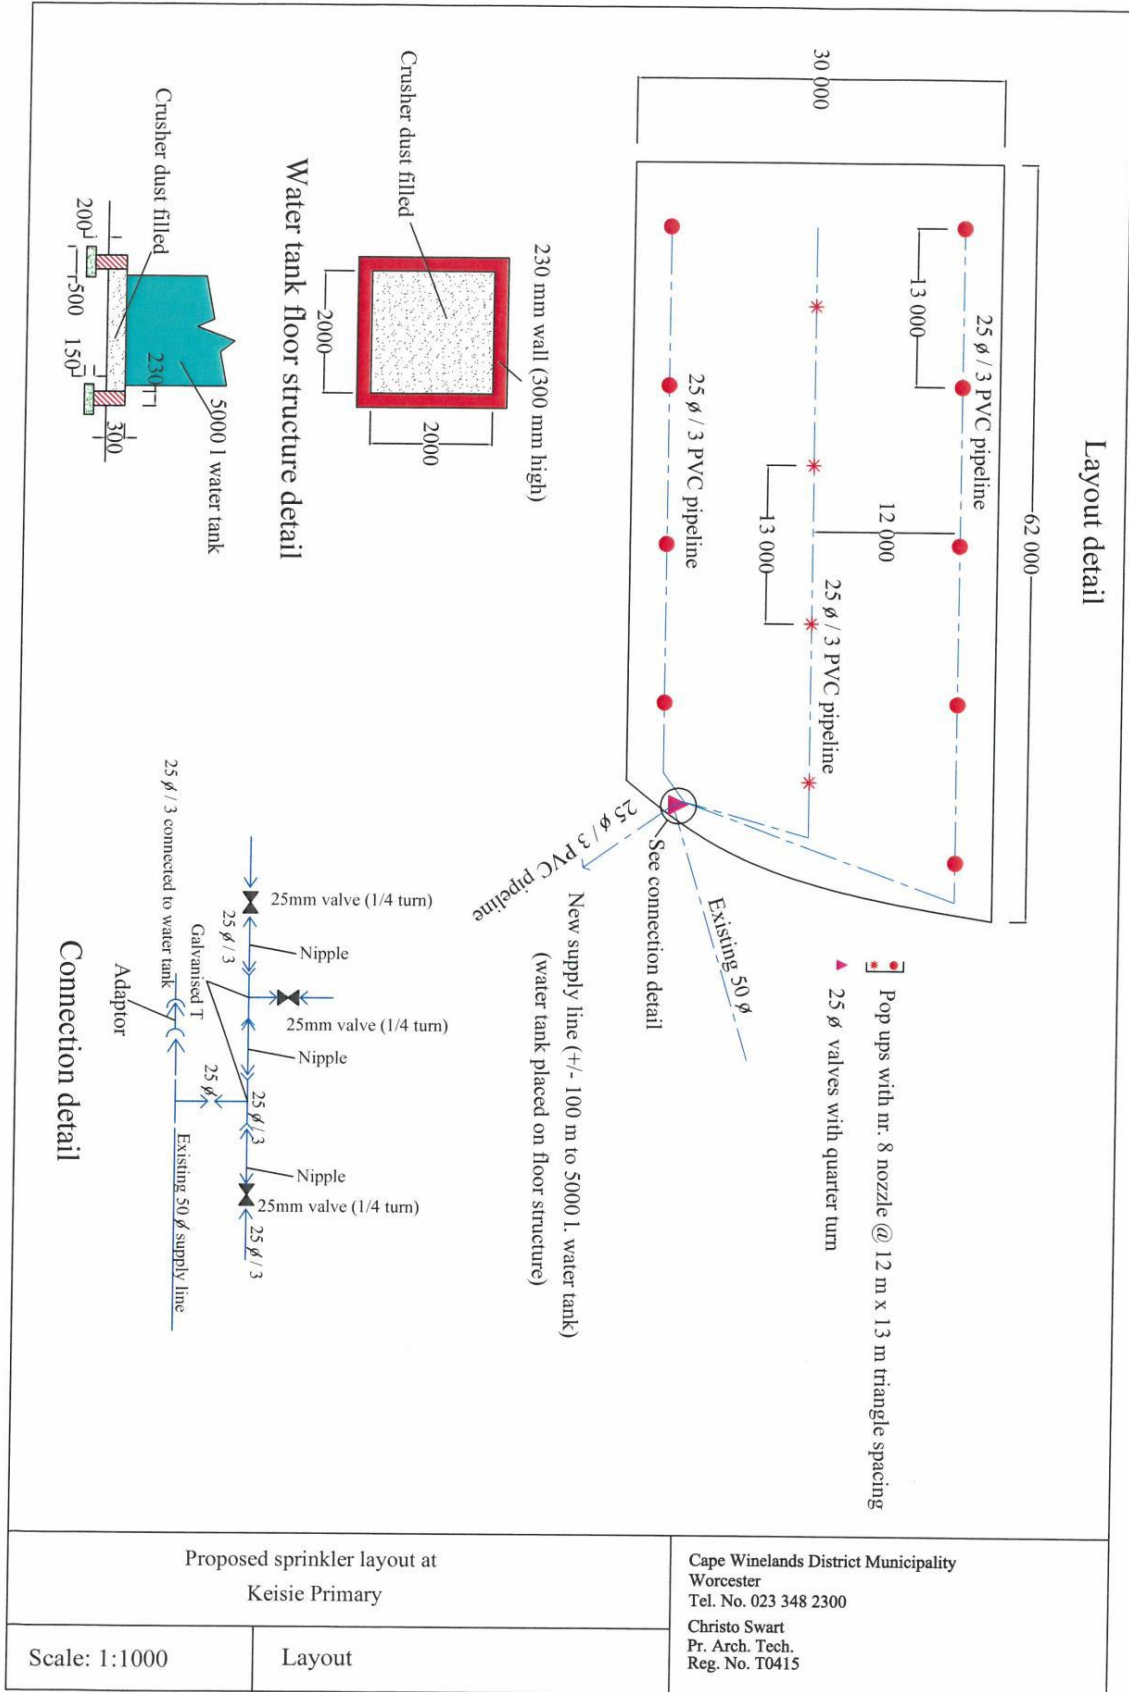 Layout detail
62 000
30 000
25 ø / 3 PVC pipeline
13 000
12 000
25 ø / 3 PVC pipeline
13 000
25 ø / 3 PVC pipeline
Pop ups with nr. 8 nozzle @ 12 m x 13 m triangle spacing
25 ø valves with quarter turn
Existing 50 ø
See connection detail
25 ø / 3 PVC pipeline
New supply line (+/- 100 m to 5000 l. water tank)
(water tank placed on floor structure)
230 mm wall (300 mm high)
Crusher dust filled
2000
2000
Water tank floor structure detail
5000 l water tank
Crusher dust filled
230
300
200
500
150
25mm valve (1/4 turn)
25 ø / 3
Nipple
25mm valve (1/4 turn)
Nipple
Galvanised T
25 ø / 3
25 ø
Nipple
25mm valve (1/4 turn)
25 ø / 3
25 ø / 3 connected to water tank
Adaptor
Existing 50 ø supply line
Connection detail
Proposed sprinkler layout at
Keisie Primary
Scale: 1:1000
Layout
Cape Winelands District Municipality
Worcester
Tel. No. 023 348 2300
Christo Swart
Pr. Arch. Tech.
Reg. No. T0415